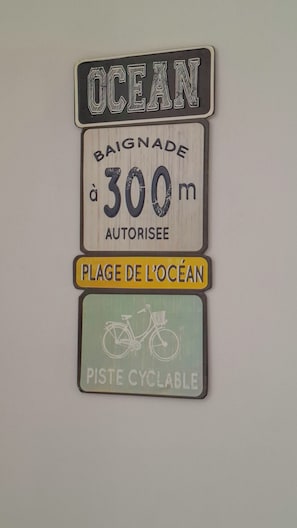 OCEAN
BAIGNADE
à 300 m
AUTORISEE
PLAGE DE L'OCÉAN
PISTE CYCLABLE